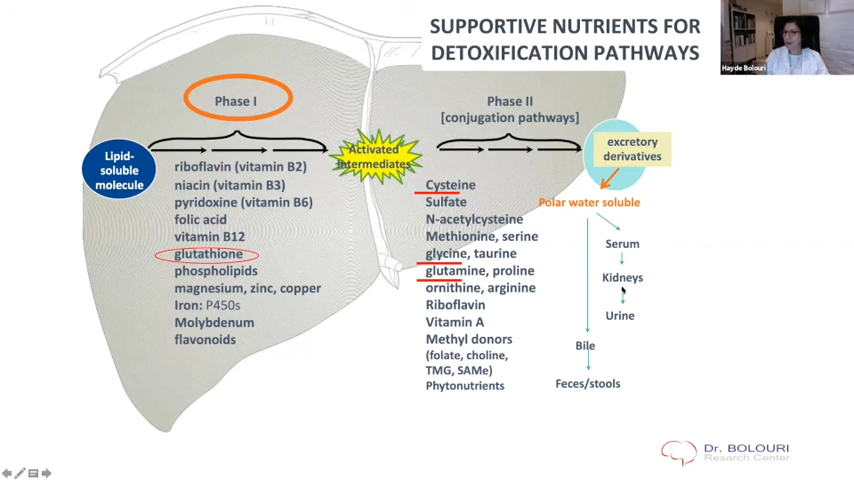 SUPPORTIVE NUTRIENTS FOR
DETOXIFICATION PATHWAYS
Hayde Bolouri
Phase I
Phase II
[conjugation pathways]
Lipid-
soluble
molecule
Activated
Intermediates
excretory
derivatives
riboflavin (vitamin B2)
niacin (vitamin B3)
pyridoxine (vitamin B6)
folic acid
vitamin B12
glutathione
phospholipids
magnesium, zinc, copper
Iron: P450s
Molybdenum
flavonoids
Cysteine
Sulfate
N-acetylcysteine
Methionine, serine
glycine, taurine
glutamine, proline
ornithine, arginine
Riboflavin
Vitamin A
Methyl donors
(folate, choline,
TMG, SAMe)
Phytonutrients
Polar water soluble
Serum
Kidneys
Urine
Bile
Feces/stools
Dr. BOLOURI
Resarch Center